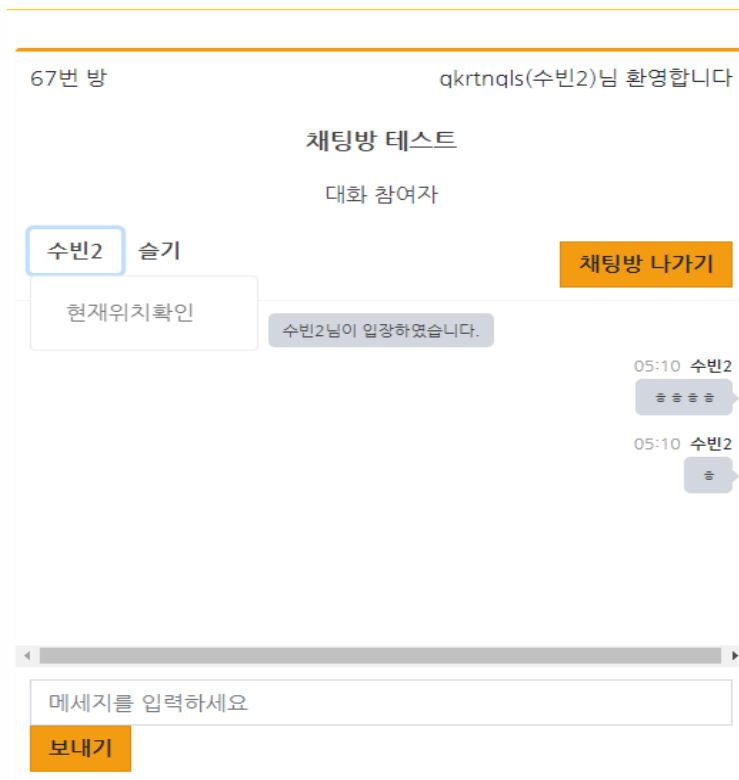 67번 방
qkrtnqls(수빈2)님 환영합니다
채팅방 테스트
대화 참여자
수빈2 슬기
채팅방 나가기
현재위치확인
수빈2님이 입장하였습니다.
05:10 수빈2
ㅎㅎㅎㅎ
05:10 수빈2
ㅎ
메세지를 입력하세요
보내기